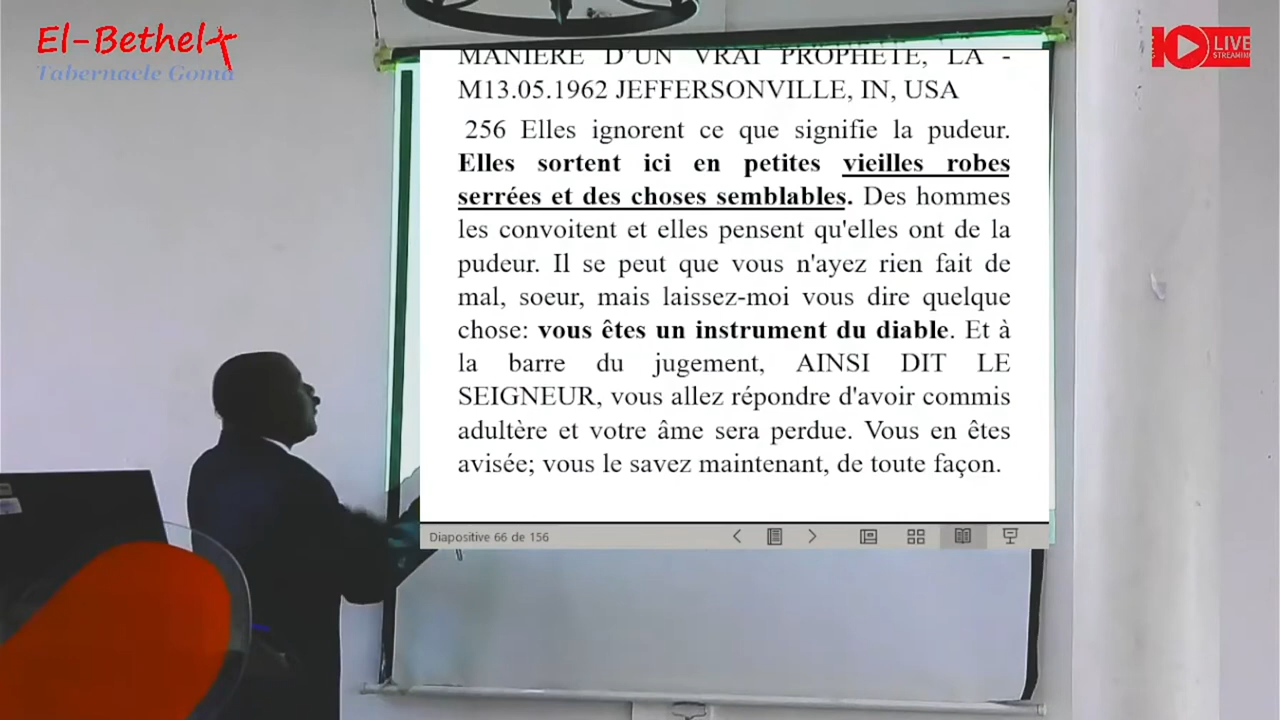 El-Bethel
Tabernacle Goma
LIVE
STREAMING
MANIERE D'UN VRAI PROPHETE, LA -
M13.05.1962 JEFFERSONVILLE, IN, USA
256 Elles ignorent ce que signifie la pudeur.
Elles sortent ici en petites vieilles robes
serrées et des choses semblables. Des hommes
les convoitent et elles pensent qu'elles ont de la
pudeur. Il se peut que vous n'ayez rien fait de
mal, soeur, mais laissez-moi vous dire quelque
chose: vous êtes un instrument du diable. Et à
la barre du jugement, AINSI DIT LE
SEIGNEUR, vous allez répondre d'avoir commis
adultère et votre âme sera perdue. Vous en êtes
avisée; vous le savez maintenant, de toute façon.
Diapositive 66 de 156